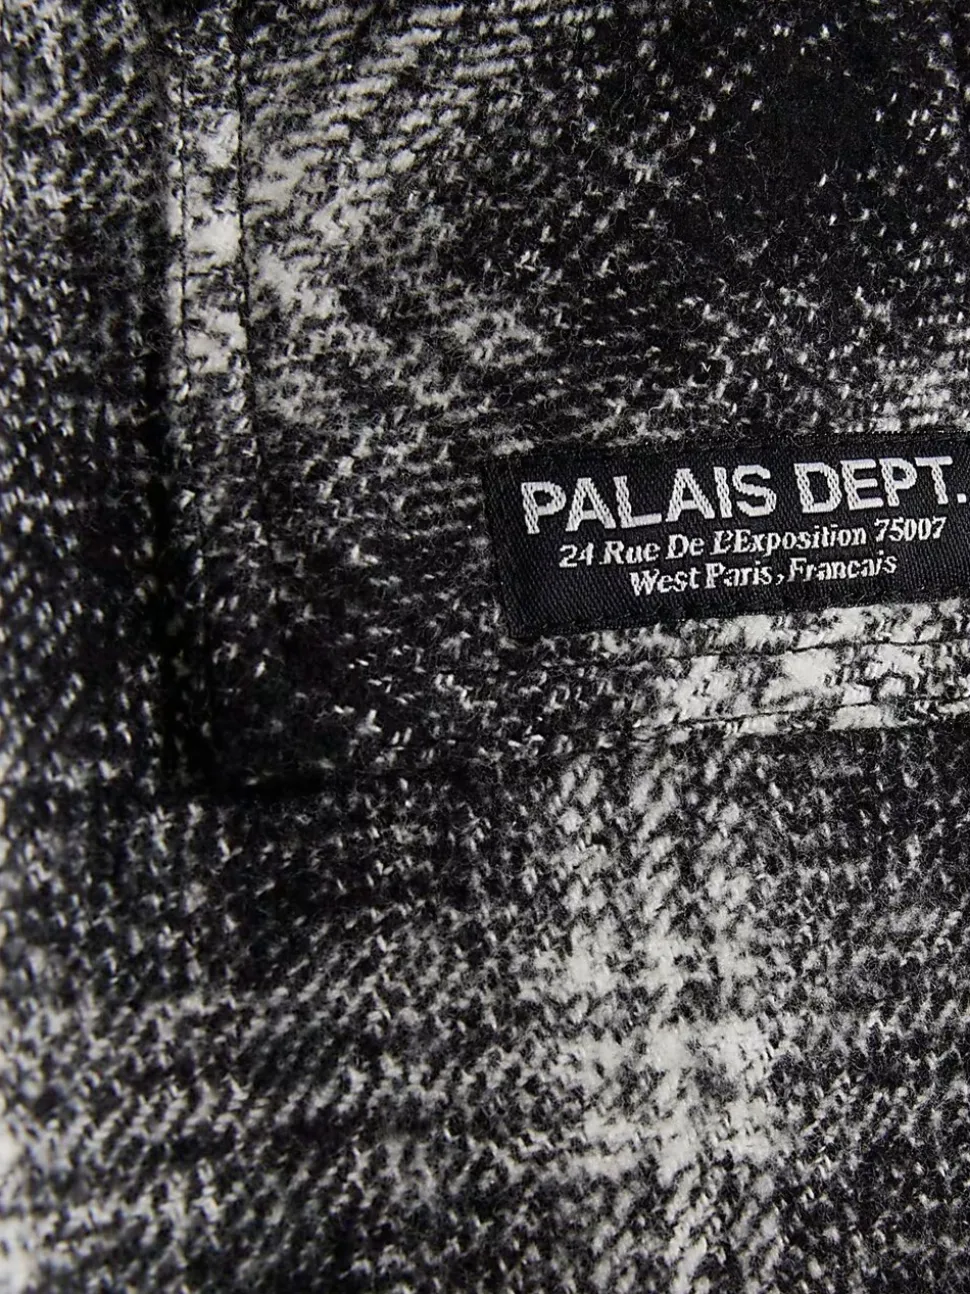 PALAIS DEPT.
24 Rue De L'Exposition 75007
West Paris, Francais